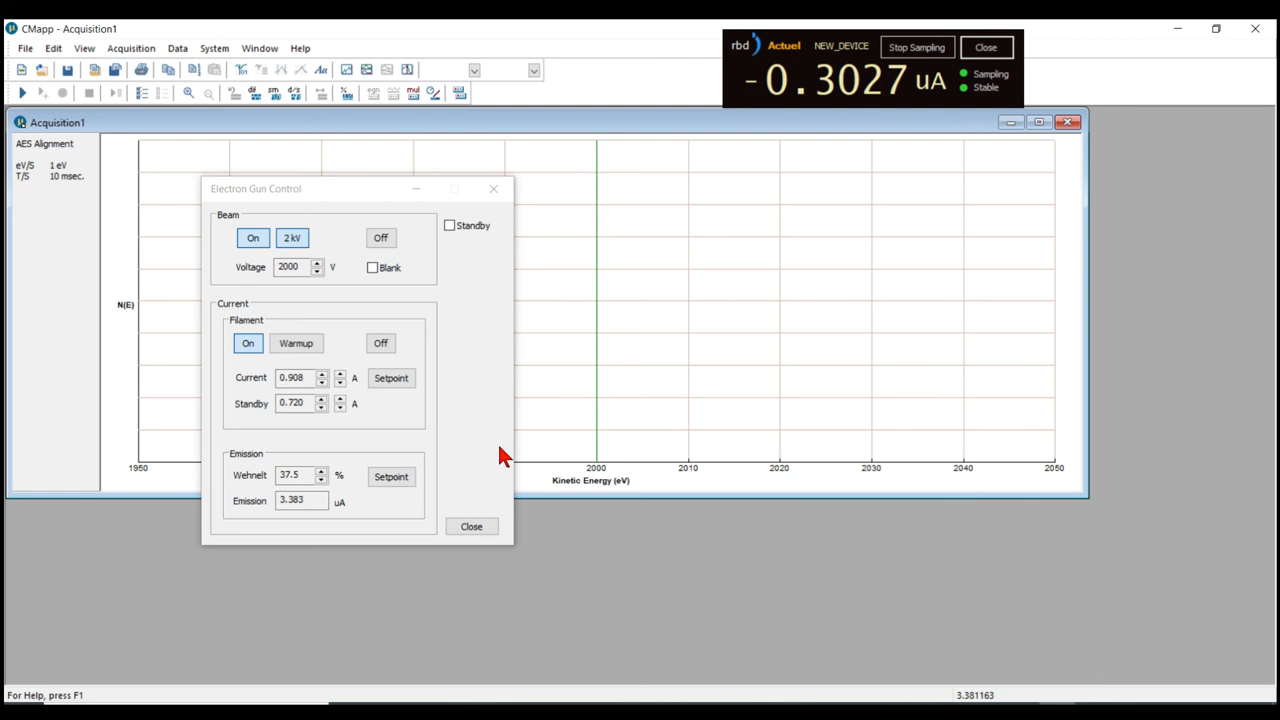 CMapp - Acquisition1
File Edit View Acquisition Data System Window Help
rbd Actuel NEW_DEVICE Stop Sampling Close
-0.3027 uA
Sampling
Stable
Acquisition1
AES Alignment
eV/S 1 eV
T/S 10 msec.
N(E)
1950 2000 2010 2020 2030 2040 2050
Kinetic Energy (eV)
Electron Gun Control
Beam
Standby
On 2 kV Off
Voltage 2000 V Blank
Current
Filament
On Warmup Off
Current 0.908 A Setpoint
Standby 0.720 A
Emission
Wehnelt 37.5 % Setpoint
Emission 3.383 uA
Close
For Help, press F1
3.381163